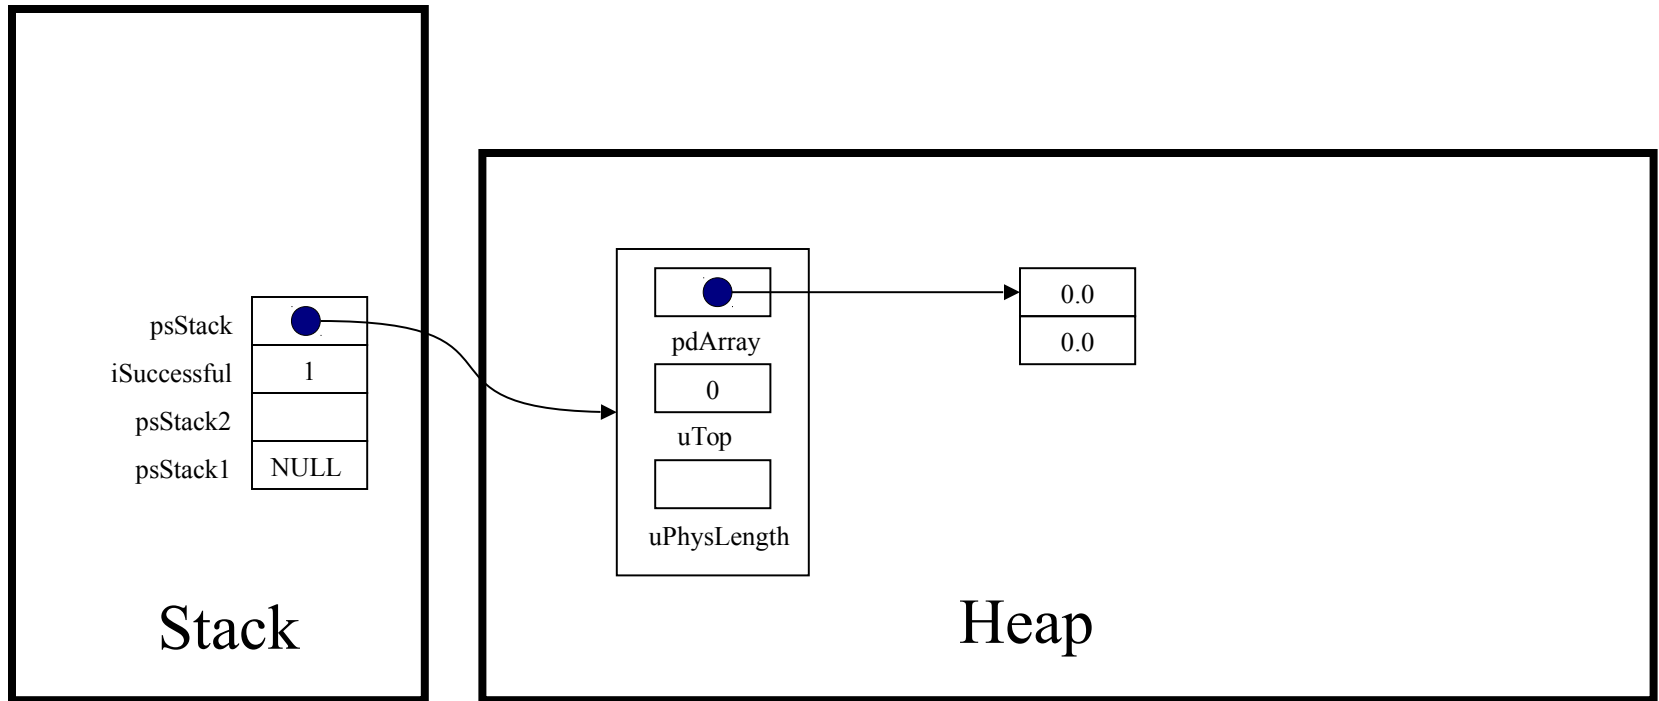 psStack
iSuccessful 1
psStack2
psStack1 NULL
Stack
pdArray
0
uTop
uPhysLength
0.0
0.0
Heap